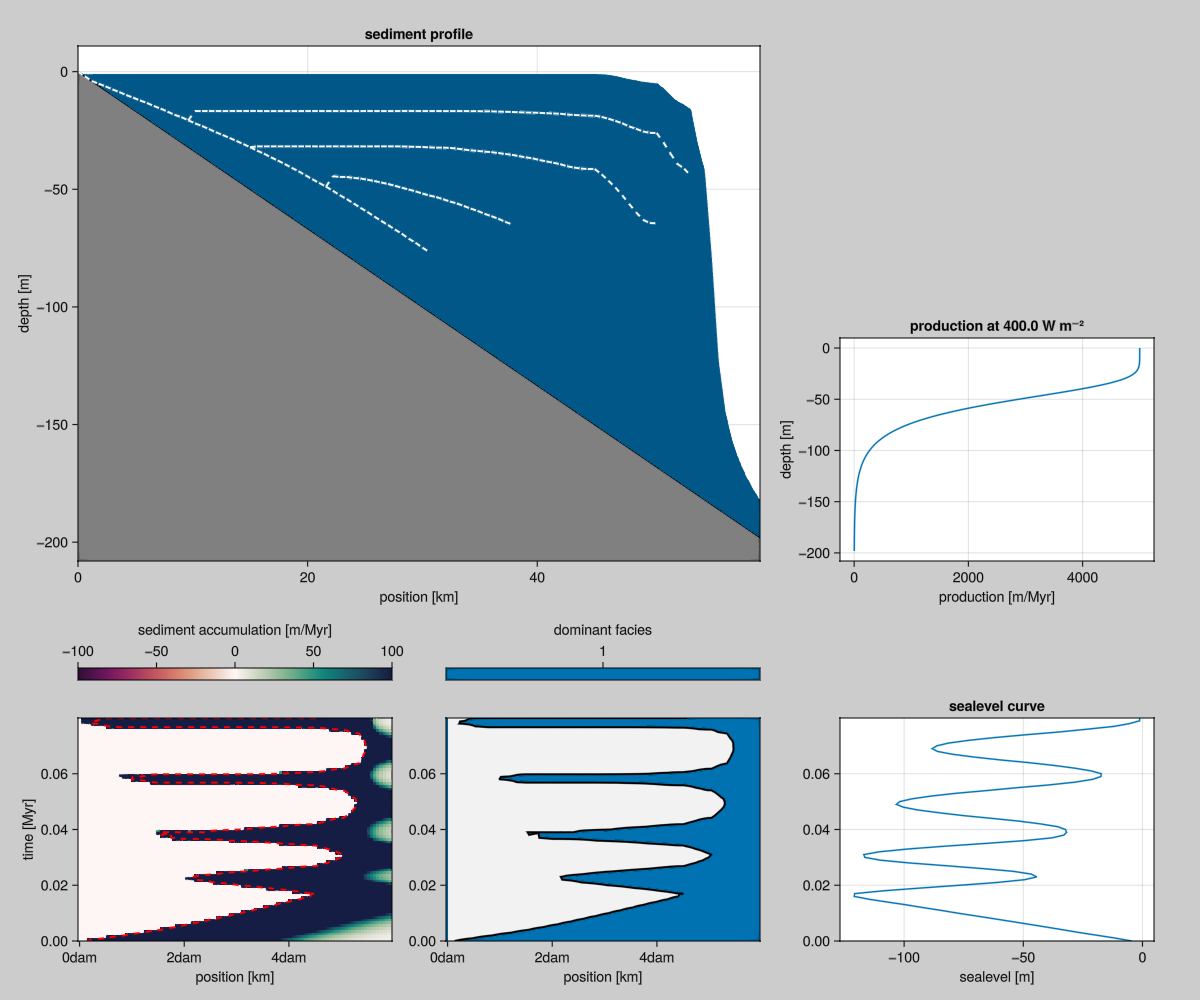 sediment profile
0
−50
−100
−150
−200
depth [m]
0
20
40
position [km]
production at 400.0 W m⁻²
0
−50
−100
−150
−200
depth [m]
0
2000
4000
production [m/Myr]
sediment accumulation [m/Myr]
−100
−50
0
50
100
dominant facies
1
0.06
0.04
0.02
0.00
time [Myr]
0dam
2dam
4dam
position [km]
0dam
2dam
4dam
position [km]
0.06
0.04
0.02
0.00
sealevel curve
0.06
0.04
0.02
0.00
−100
−50
0
sealevel [m]